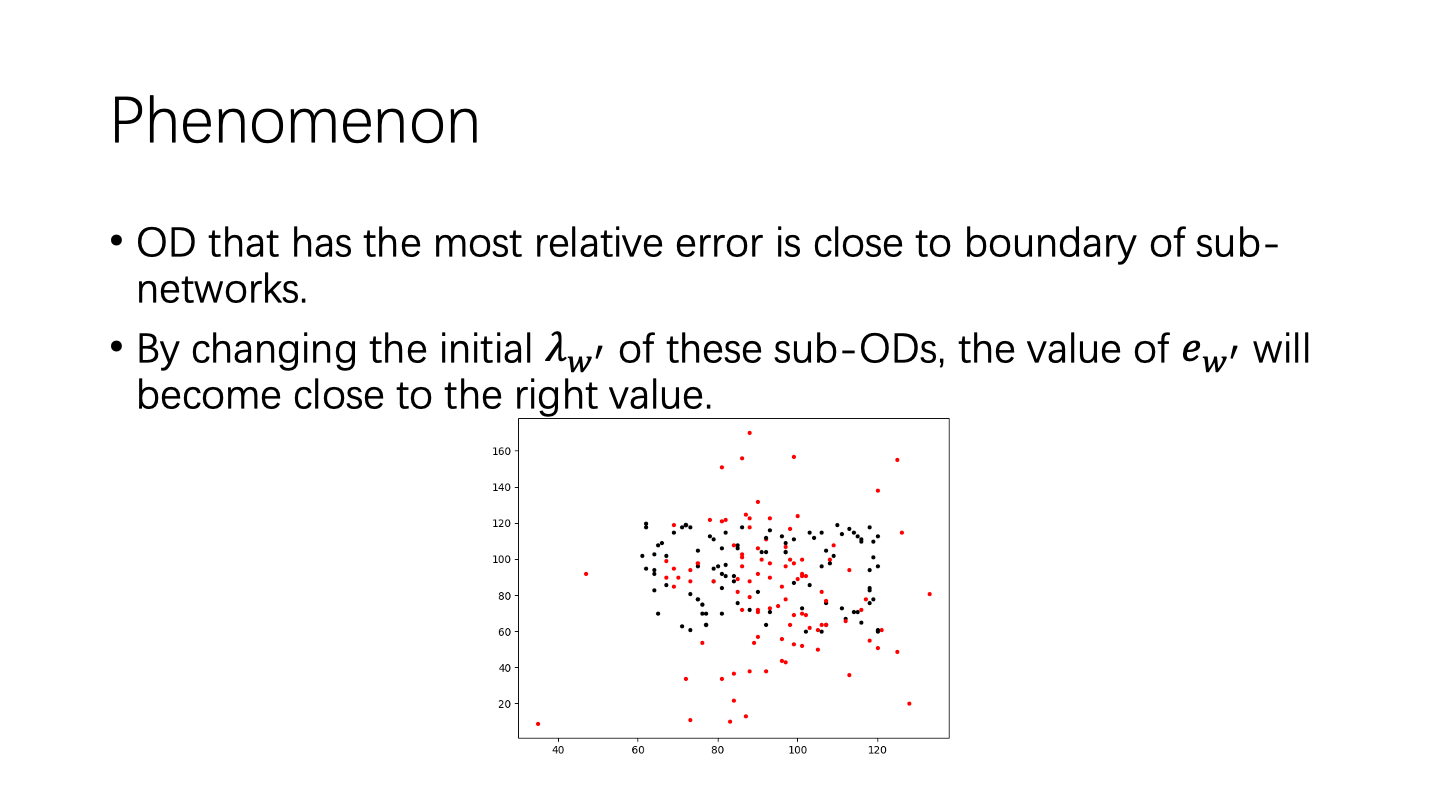 Phenomenon
• OD that has the most relative error is close to boundary of sub-
networks.
• By changing the initial λ_w′ of these sub-ODs, the value of e_w′ will
become close to the right value.
160
140
120
100
80
60
40
20
40 60 80 100 120